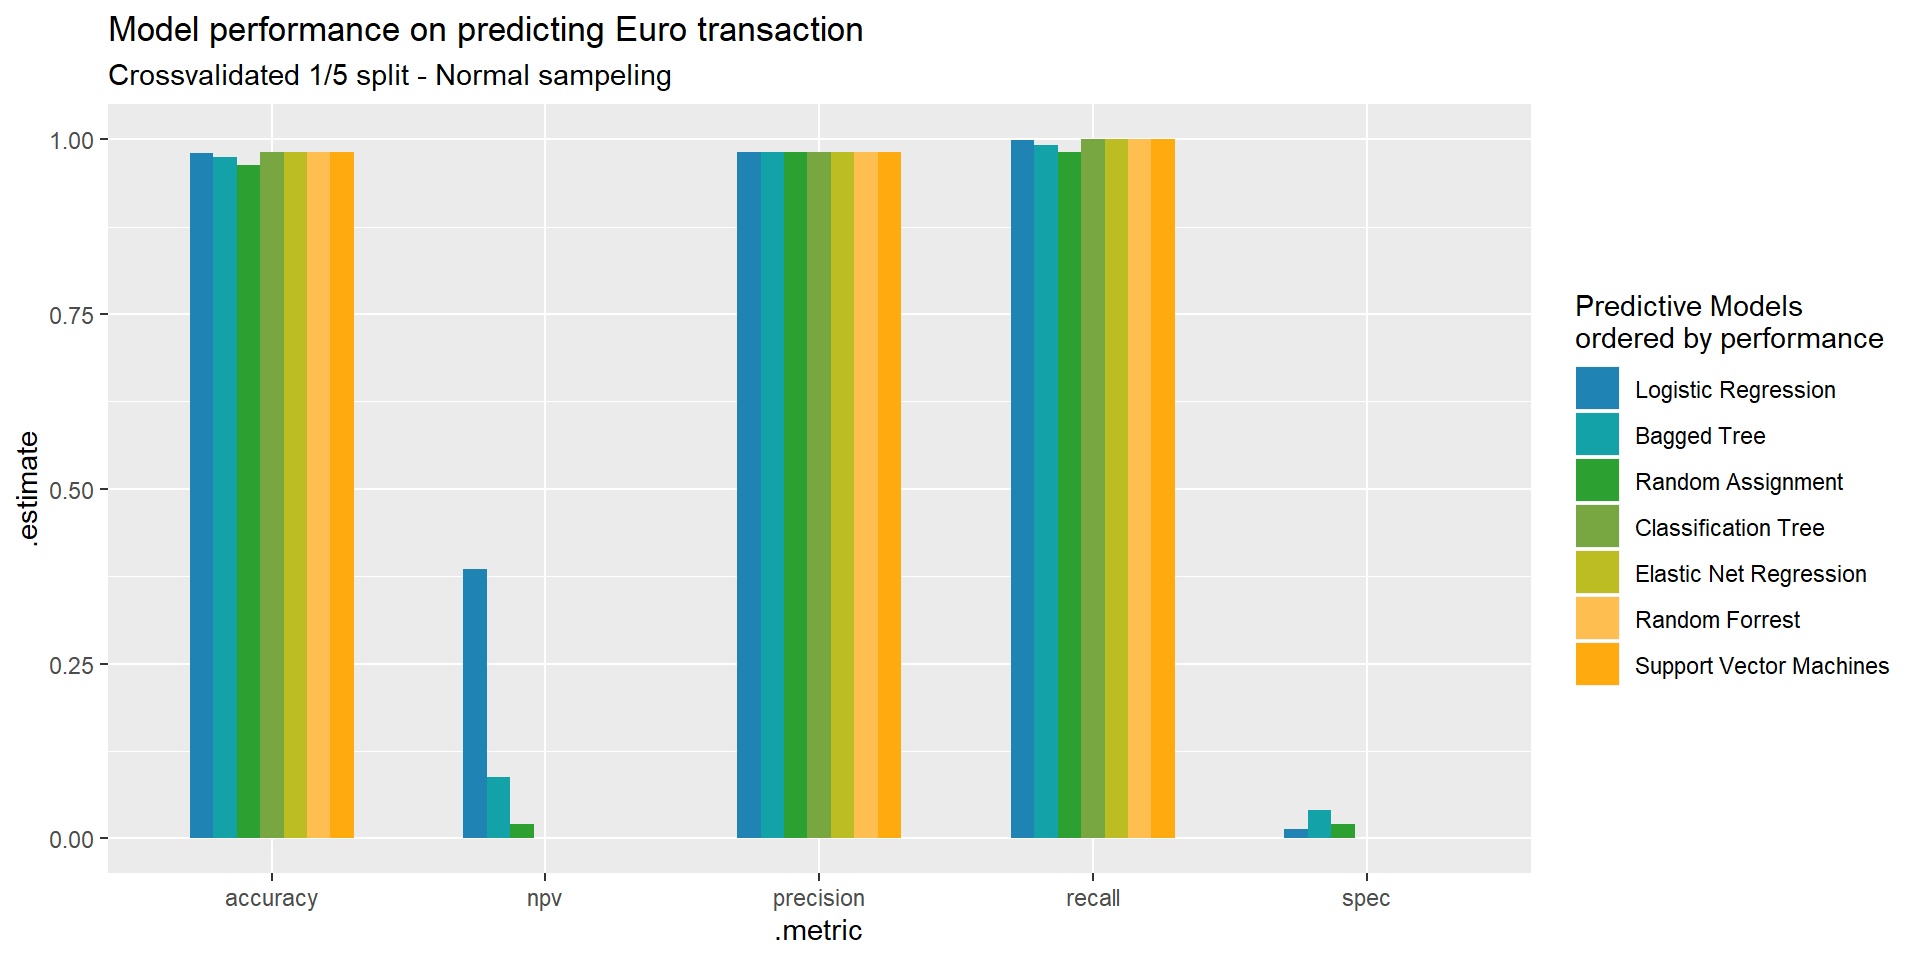 Model performance on predicting Euro transaction
Crossvalidated 1/5 split - Normal sampeling
.estimate
1.00
0.75
0.50
0.25
0.00
accuracy
npv
precision
recall
spec
.metric
Predictive Models
ordered by performance
Logistic Regression
Bagged Tree
Random Assignment
Classification Tree
Elastic Net Regression
Random Forrest
Support Vector Machines